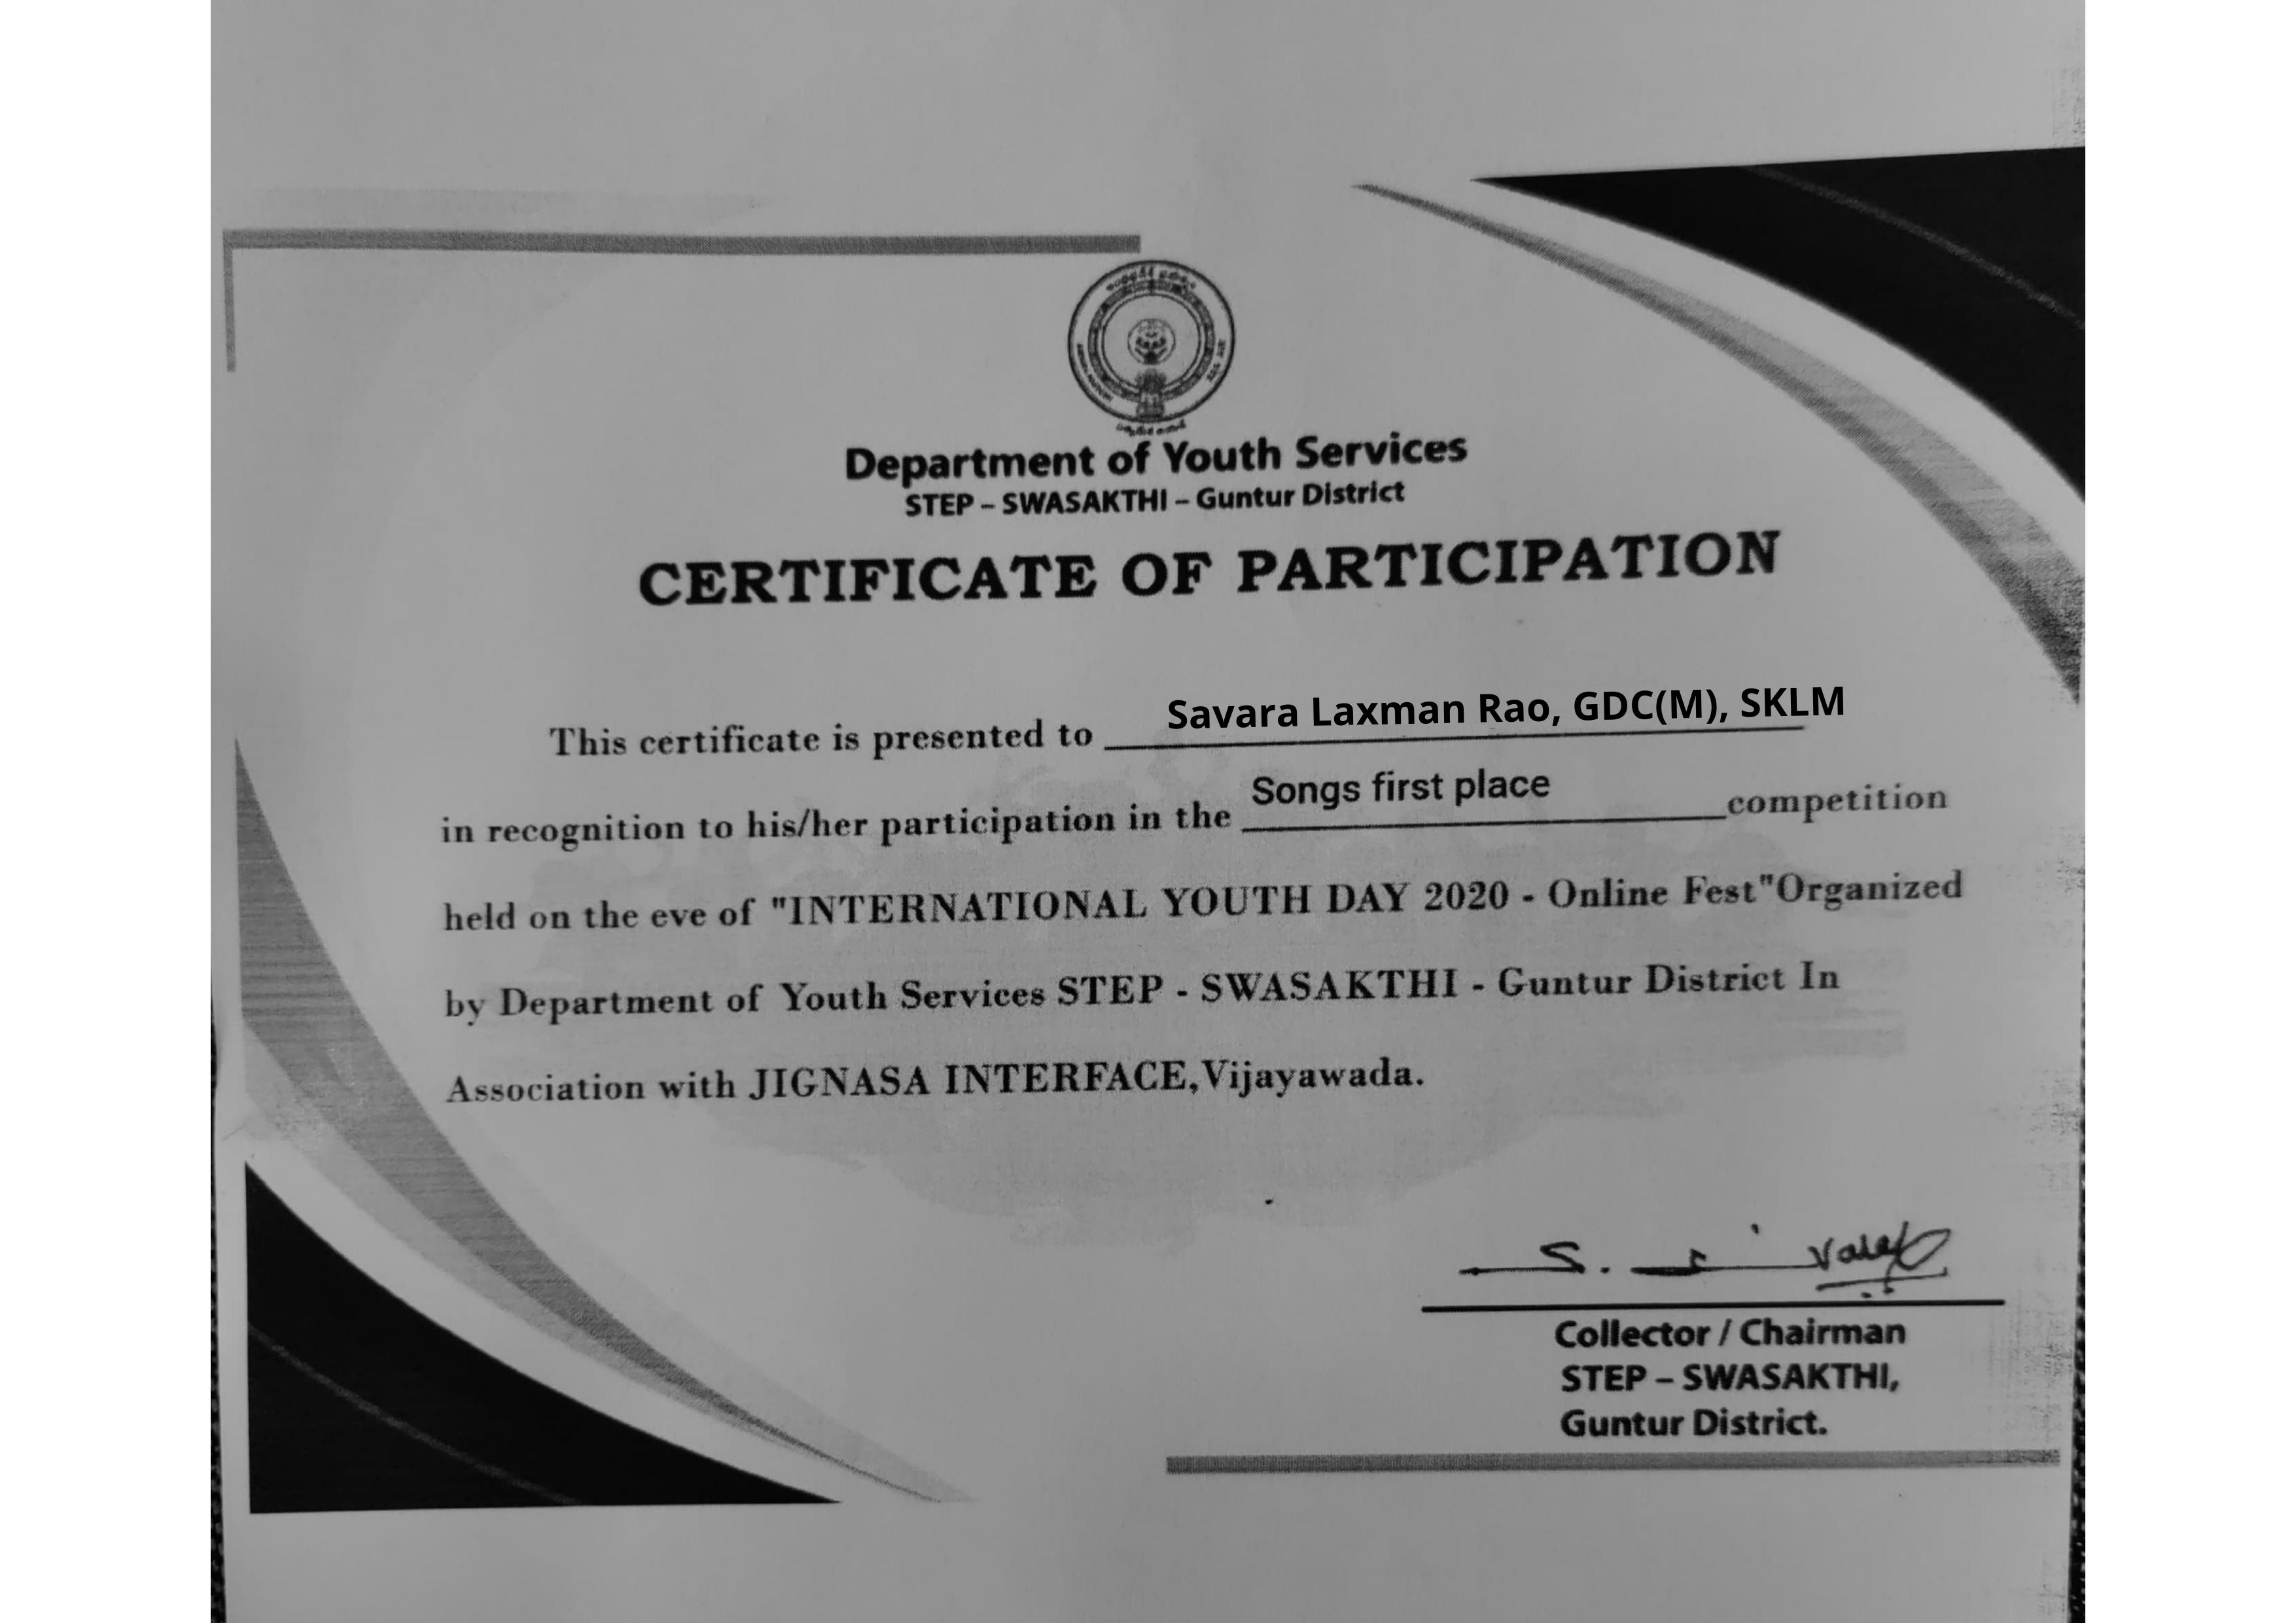 Department of Youth Services
STEP – SWASAKTHI – Guntur District
CERTIFICATE OF PARTICIPATION
This certificate is presented to Savara Laxman Rao, GDC(M), SKLM
in recognition to his/her participation in the Songs first place competition
held on the eve of "INTERNATIONAL YOUTH DAY 2020 - Online Fest"Organized
by Department of Youth Services STEP - SWASAKTHI - Guntur District In
Association with JIGNASA INTERFACE,Vijayawada.
Collector / Chairman
STEP – SWASAKTHI,
Guntur District.